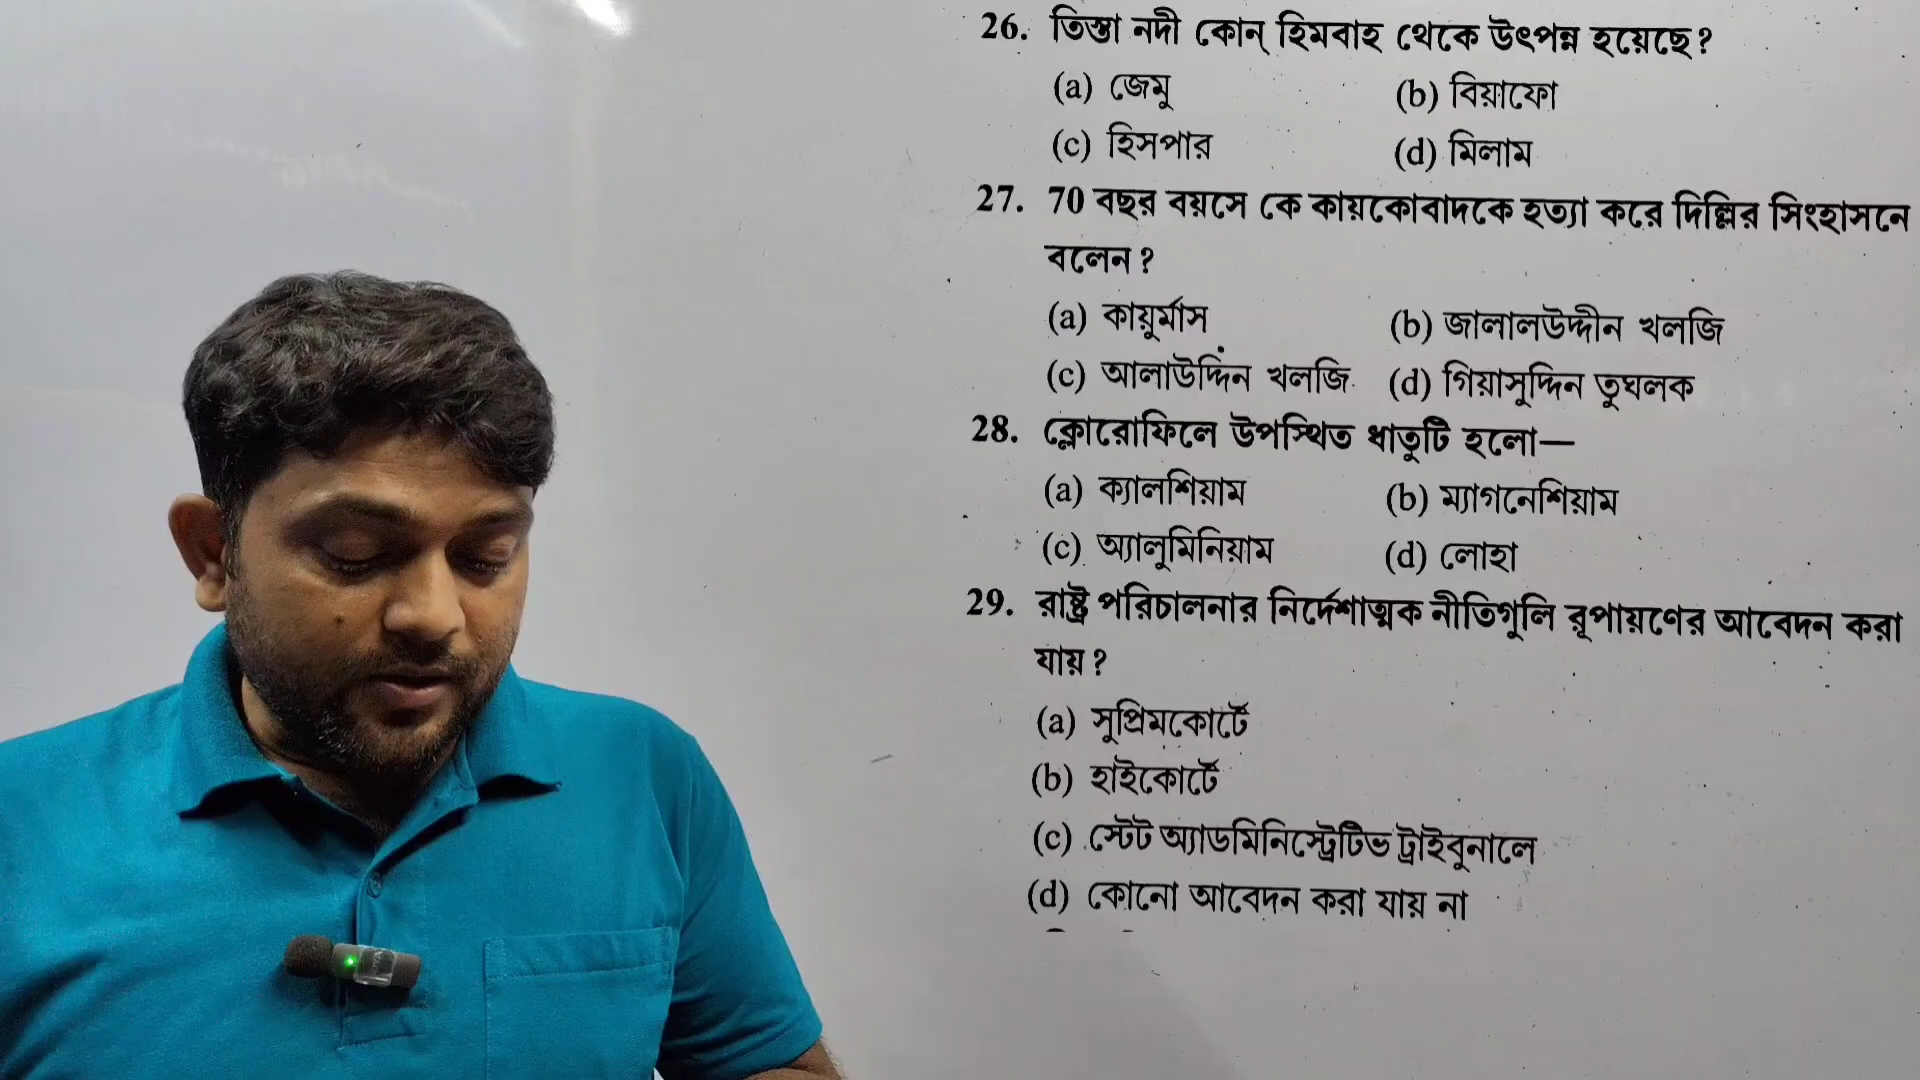 26. তিস্তা নদী কোন্ হিমবাহ থেকে উৎপন্ন হয়েছে?
(a) জেমু (b) বিয়াফো
(c) হিসপার (d) মিলাম
27. 70 বছর বয়সে কে কায়কোবাদকে হত্যা করে দিল্লির সিংহাসনে
বলেন?
(a) কায়ুর্মাস (b) জালালউদ্দীন খলজি
(c) আলাউদ্দিন খলজি (d) গিয়াসুদ্দিন তুঘলক
28. ক্লোরোফিলে উপস্থিত ধাতুটি হলো—
(a) ক্যালশিয়াম (b) ম্যাগনেশিয়াম
(c) অ্যালুমিনিয়াম (d) লোহা
29. রাষ্ট্র পরিচালনার নির্দেশাত্মক নীতিগুলি রূপায়ণের আবেদন করা
যায়?
(a) সুপ্রিমকোর্টে
(b) হাইকোর্টে
(c) স্টেট অ্যাডমিনিস্ট্রেটিভ ট্রাইবুনালে
(d) কোনো আবেদন করা যায় না